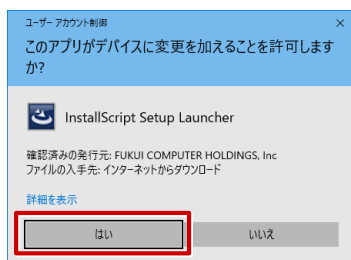 ユーザー アカウント制御
このアプリがデバイスに変更を加えることを許可します
か?
InstallScript Setup Launcher
確認済みの発行元: FUKUI COMPUTER HOLDINGS, Inc
ファイルの入手先: インターネットからダウンロード
詳細を表示
はい
いいえ